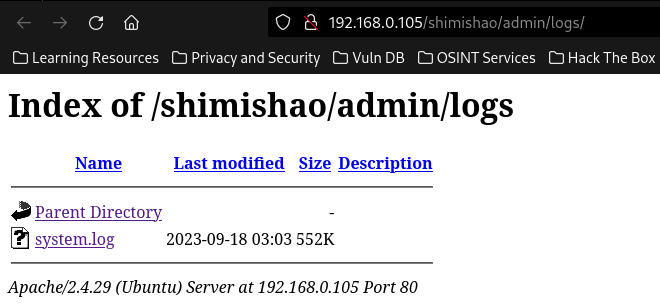 192.168.0.105/shimishao/admin/logs/
Learning Resources Privacy and Security Vuln DB OSINT Services Hack The Box
Index of /shimishao/admin/logs
Name Last modified Size Description
Parent Directory -
system.log 2023-09-18 03:03 552K
Apache/2.4.29 (Ubuntu) Server at 192.168.0.105 Port 80